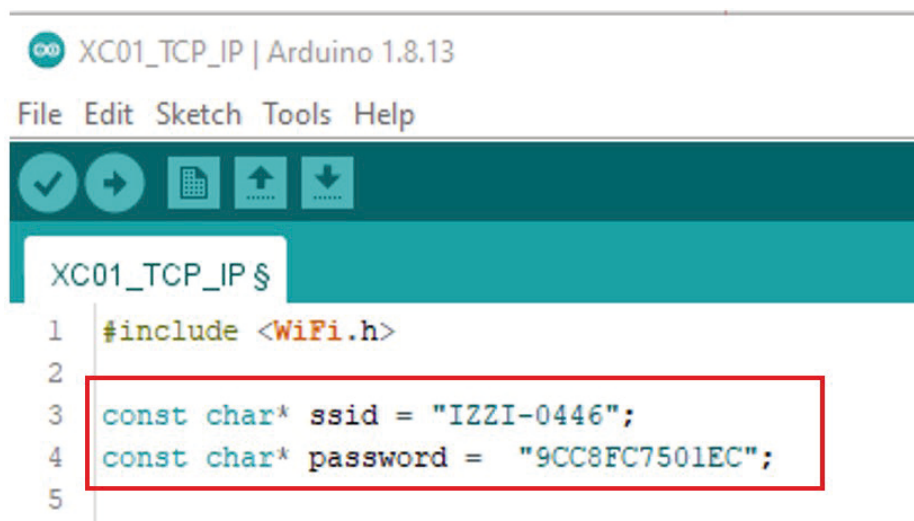 XC01_TCP_IP | Arduino 1.8.13
File Edit Sketch Tools Help
XC01_TCP_IP §
1 #include <WiFi.h>
2
3 const char* ssid = "IZZI-0446";
4 const char* password =  "9CC8FC7501EC";
5